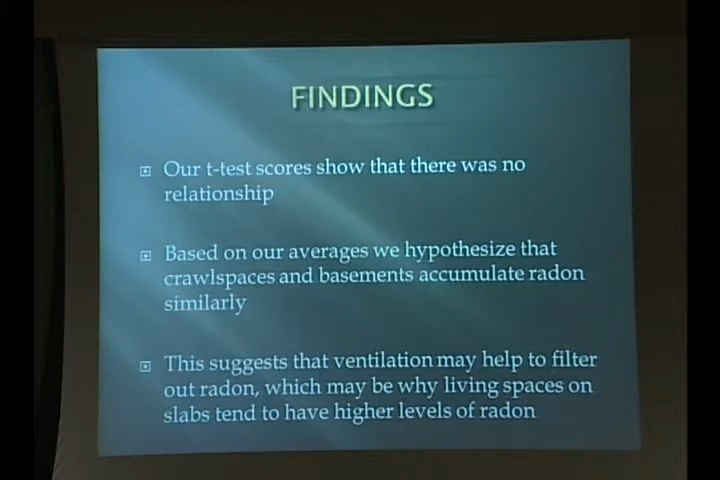 FINDINGS
Our t-test scores show that there was no
relationship
Based on our averages we hypothesize that
crawlspaces and basements accumulate radon
similarly
This suggests that ventilation may help to filter
out radon, which may be why living spaces on
slabs tend to have higher levels of radon